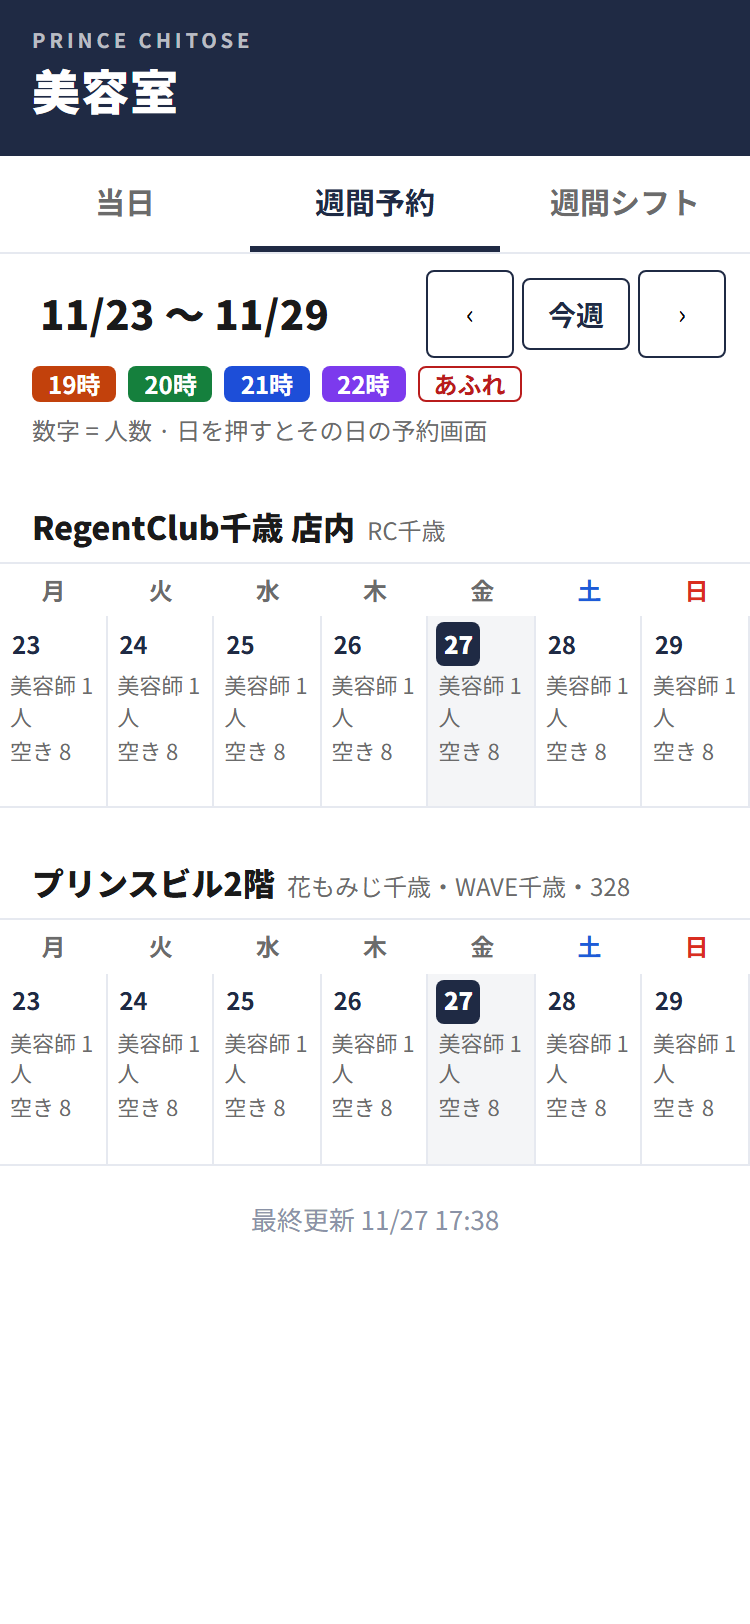 PRINCE CHITOSE
美容室
当日 週間予約 週間シフト
11/23 〜 11/29 ‹ 今週 ›
19時 20時 21時 22時 あふれ
数字 = 人数 · 日を押すとその日の予約画面
RegentClub千歳 店内 RC千歳
月 火 水 木 金 土 日
23 24 25 26 27 28 29
美容師 1 美容師 1 美容師 1 美容師 1 美容師 1 美容師 1 美容師 1
人 人 人 人 人 人 人
空き 8 空き 8 空き 8 空き 8 空き 8 空き 8 空き 8
プリンスビル2階 花もみじ千歳・WAVE千歳・328
月 火 水 木 金 土 日
23 24 25 26 27 28 29
美容師 1 美容師 1 美容師 1 美容師 1 美容師 1 美容師 1 美容師 1
人 人 人 人 人 人 人
空き 8 空き 8 空き 8 空き 8 空き 8 空き 8 空き 8
最終更新 11/27 17:38